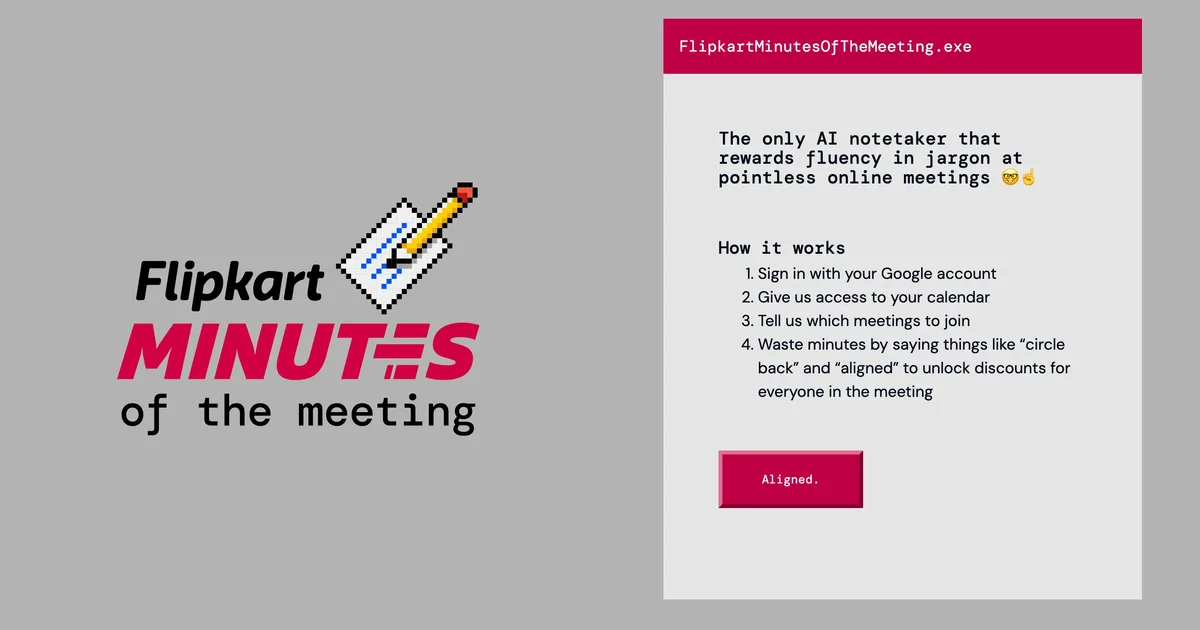 Flipkart
MINUTES
of the meeting
FlipkartMinutesOfTheMeeting.exe
The only AI notetaker that
rewards fluency in jargon at
pointless online meetings 🤓☝️
How it works
1. Sign in with your Google account
2. Give us access to your calendar
3. Tell us which meetings to join
4. Waste minutes by saying things like “circle
back” and “aligned” to unlock discounts for
everyone in the meeting
Aligned.